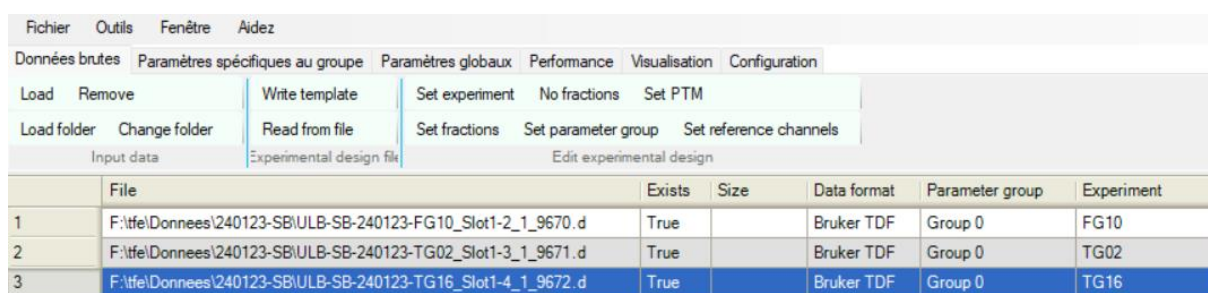 Fichier Outils Fenêtre Aidez
Données brutes Paramètres spécifiques au groupe Paramètres globaux Performance Visualisation Configuration
Load Remove Write template Set experiment No fractions Set PTM
Load folder Change folder Read from file Set fractions Set parameter group Set reference channels
Input data Experimental design file Edit experimental design
File Exists Size Data format Parameter group Experiment
1 F:\tfe\Donnees\240123-SB\ULB-SB-240123-FG10_Slot1-2_1_9670.d True Bruker TDF Group 0 FG10
2 F:\tfe\Donnees\240123-SB\ULB-SB-240123-TG02_Slot1-3_1_9671.d True Bruker TDF Group 0 TG02
3 F:\tfe\Donnees\240123-SB\ULB-SB-240123-TG16_Slot1-4_1_9672.d True Bruker TDF Group 0 TG16